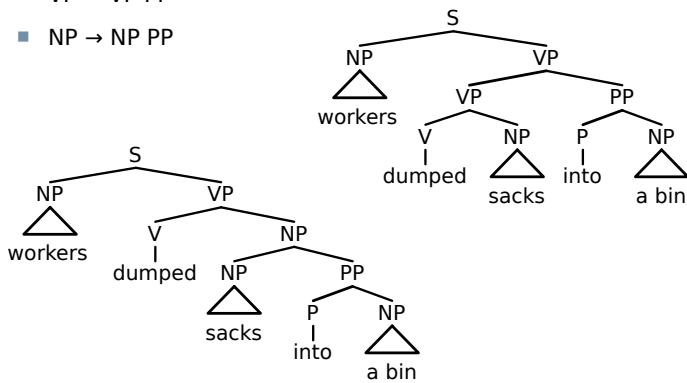 NP → NP PP
S
NP VP
workers
VP PP
V NP P NP
dumped sacks into a bin
S
NP VP
workers
V NP
dumped
NP PP
sacks
P NP
into
a bin